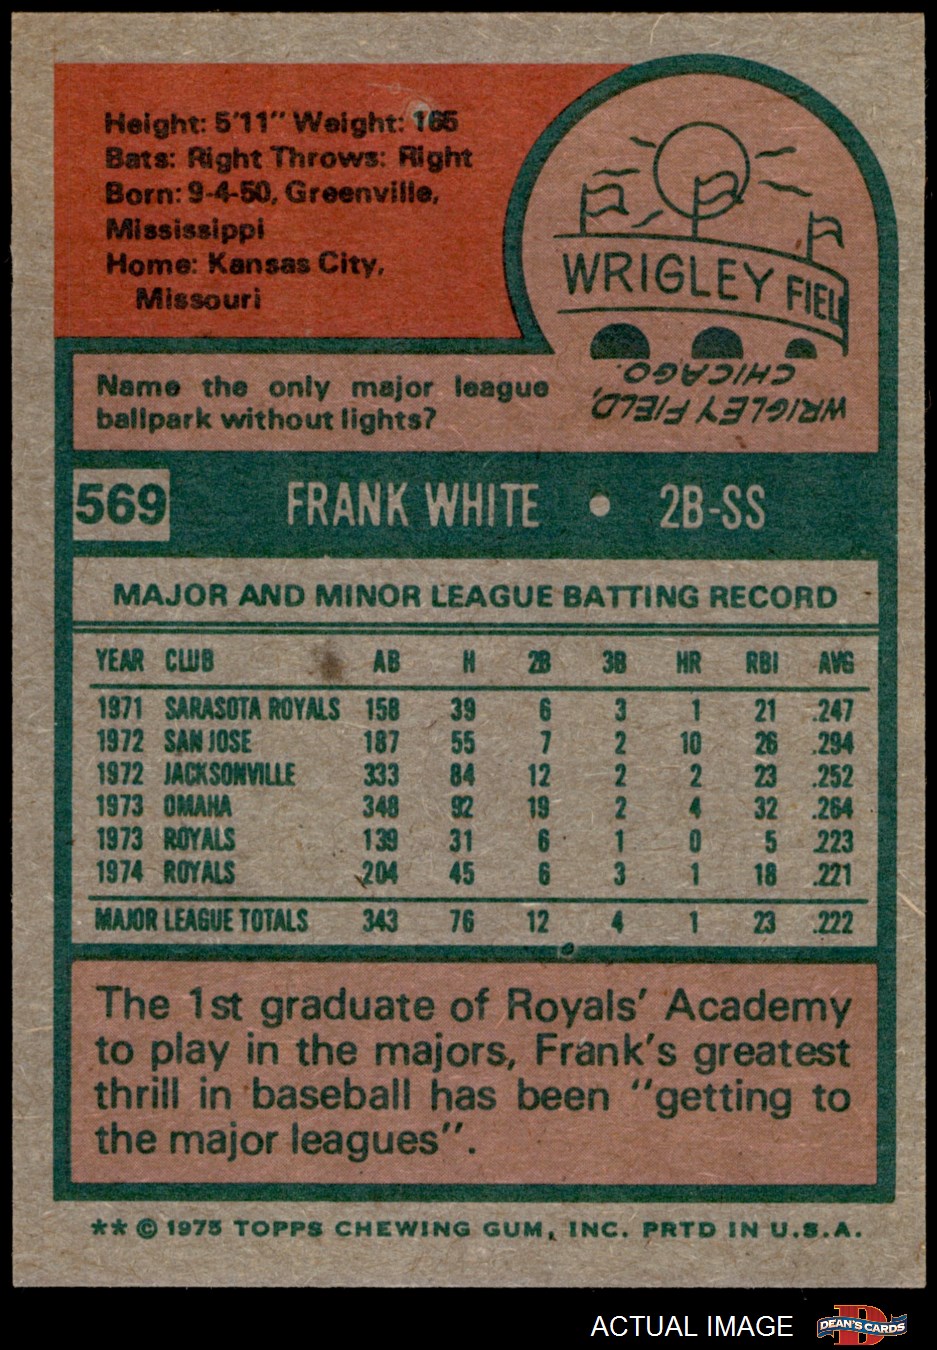 Height: 5'11" Weight: 165
Bats: Right Throws: Right
Born: 9-4-50, Greenville,
Mississippi
Home: Kansas City,
Missouri
WRIGLEY FIELD
Name the only major league
ballpark without lights?
WRIGLEY FIELD,
CHICAGO.
569 FRANK WHITE • 2B-SS
MAJOR AND MINOR LEAGUE BATTING RECORD
YEAR CLUB AB H 2B 3B HR RBI AVG
1971 SARASOTA ROYALS 158 39 6 3 1 21 .247
1972 SAN JOSE 187 55 7 2 10 26 .294
1972 JACKSONVILLE 333 84 12 2 2 23 .252
1973 OMAHA 348 92 19 2 4 32 .264
1973 ROYALS 139 31 6 1 0 5 .223
1974 ROYALS 204 45 6 3 1 18 .221
MAJOR LEAGUE TOTALS 343 76 12 4 1 23 .222
The 1st graduate of Royals' Academy
to play in the majors, Frank's greatest
thrill in baseball has been "getting to
the major leagues".
** © 1975 TOPPS CHEWING GUM, INC. PRTD IN U.S.A.
ACTUAL IMAGE
D
DEAN'S CARDS